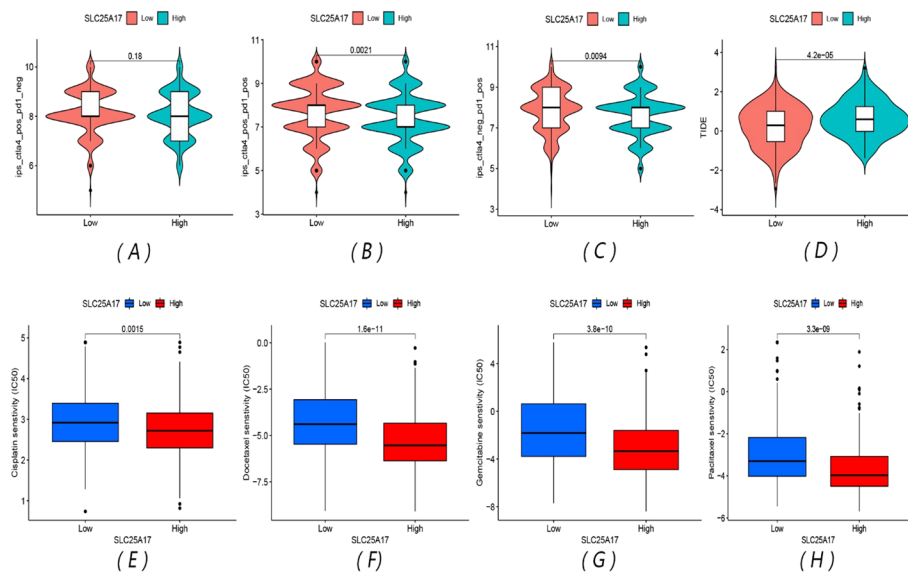 SLC25A17 Low High
0.18
ips_ctla4_pos_pd1_neg
10
8
6
Low High
(A)
SLC25A17 Low High
0.0021
ips_ctla4_pos_pd1_pos
11
9
7
5
3
Low High
(B)
SLC25A17 Low High
0.0094
ips_ctla4_neg_pd1_pos
11
9
7
5
3
Low High
(C)
SLC25A17 Low High
4.2e-05
TIDE
4
2
0
−2
−4
Low High
(D)
SLC25A17 Low High
0.0015
Cisplatin senstivity (IC50)
5
4
3
2
1
Low High
SLC25A17
(E)
SLC25A17 Low High
1.6e-11
Docetaxel senstivity (IC50)
0.0
−2.5
−5.0
−7.5
Low High
SLC25A17
(F)
SLC25A17 Low High
3.8e-10
Gemcitabine senstivity (IC50)
4
0
−4
−8
Low High
SLC25A17
(G)
SLC25A17 Low High
3.3e-09
Paclitaxel senstivity (IC50)
2
0
−2
−4
−6
Low High
SLC25A17
(H)